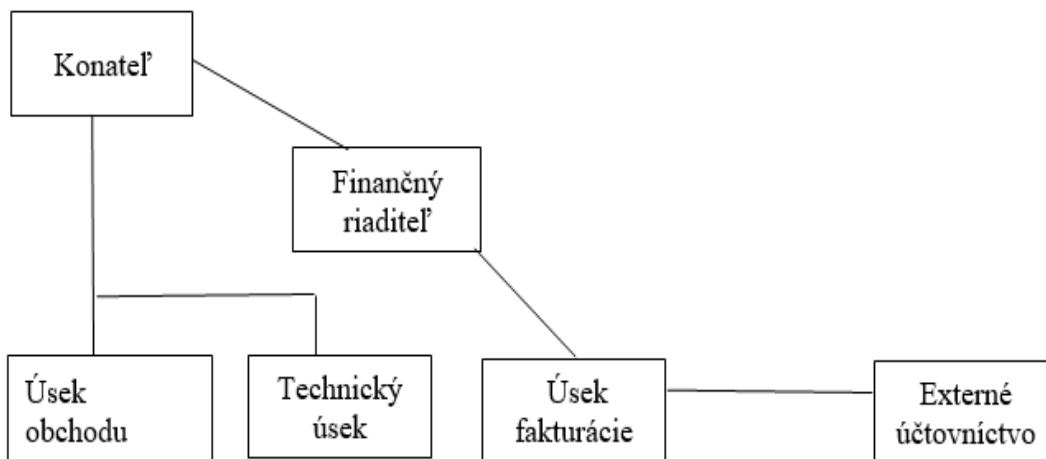 Konateľ
Finančný
riaditeľ
Úsek
obchodu
Technický
úsek
Úsek
fakturácie
Externé
účtovníctvo